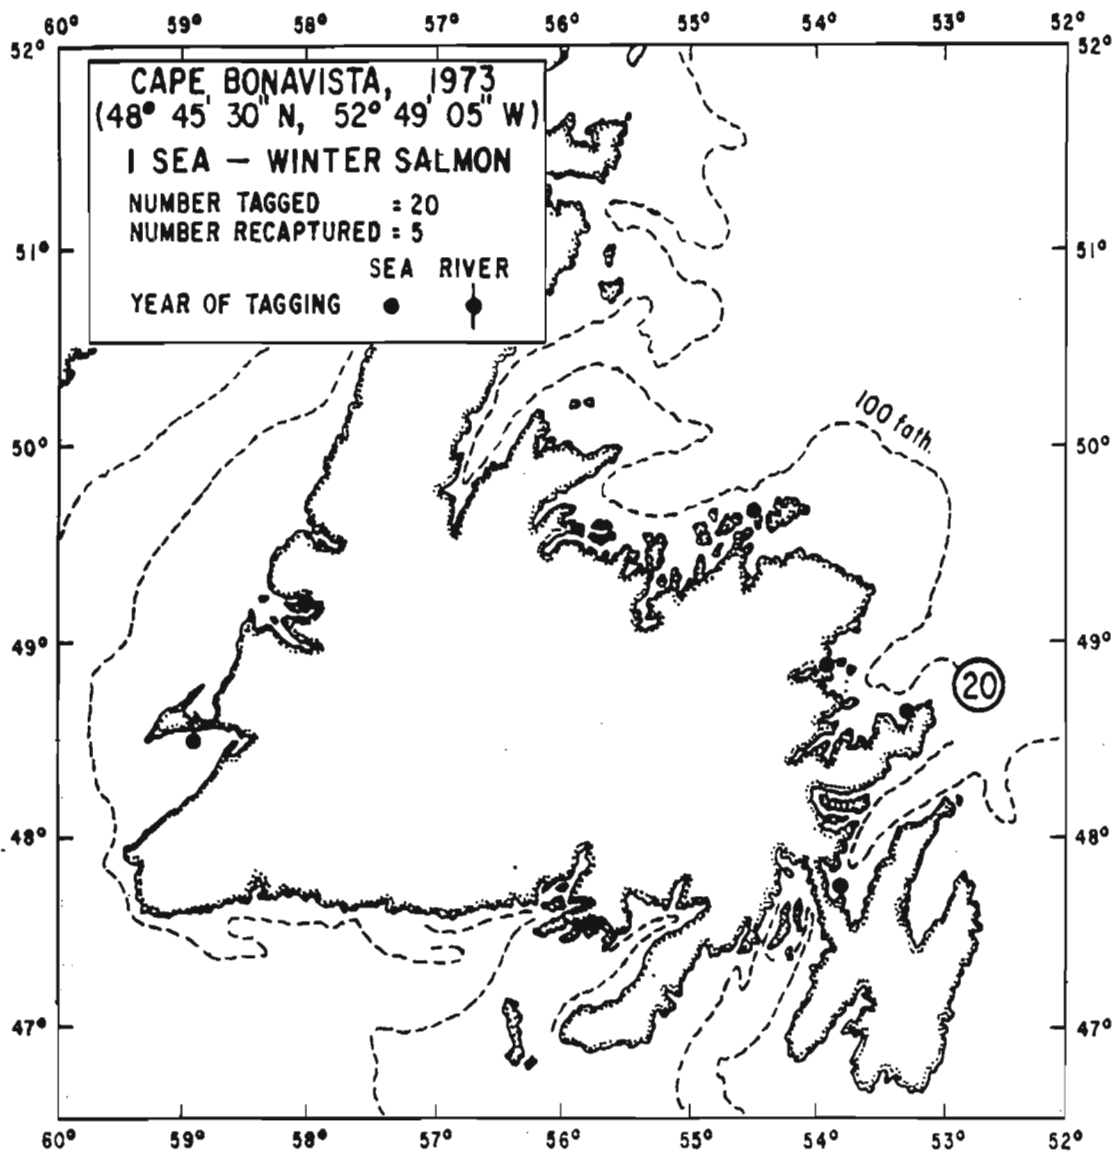 60° 59° 58° 57° 56° 55° 54° 53° 52°
52° 52°
CAPE BONAVISTA, 1973
(48° 45' 30" N, 52° 49' 05" W)
1 SEA – WINTER SALMON
NUMBER TAGGED = 20
NUMBER RECAPTURED = 5
SEA RIVER
YEAR OF TAGGING
51° 51°
100 fath.
50° 50°
49° 49°
20
48° 48°
47° 47°
60° 59° 58° 57° 56° 55° 54° 53° 52°